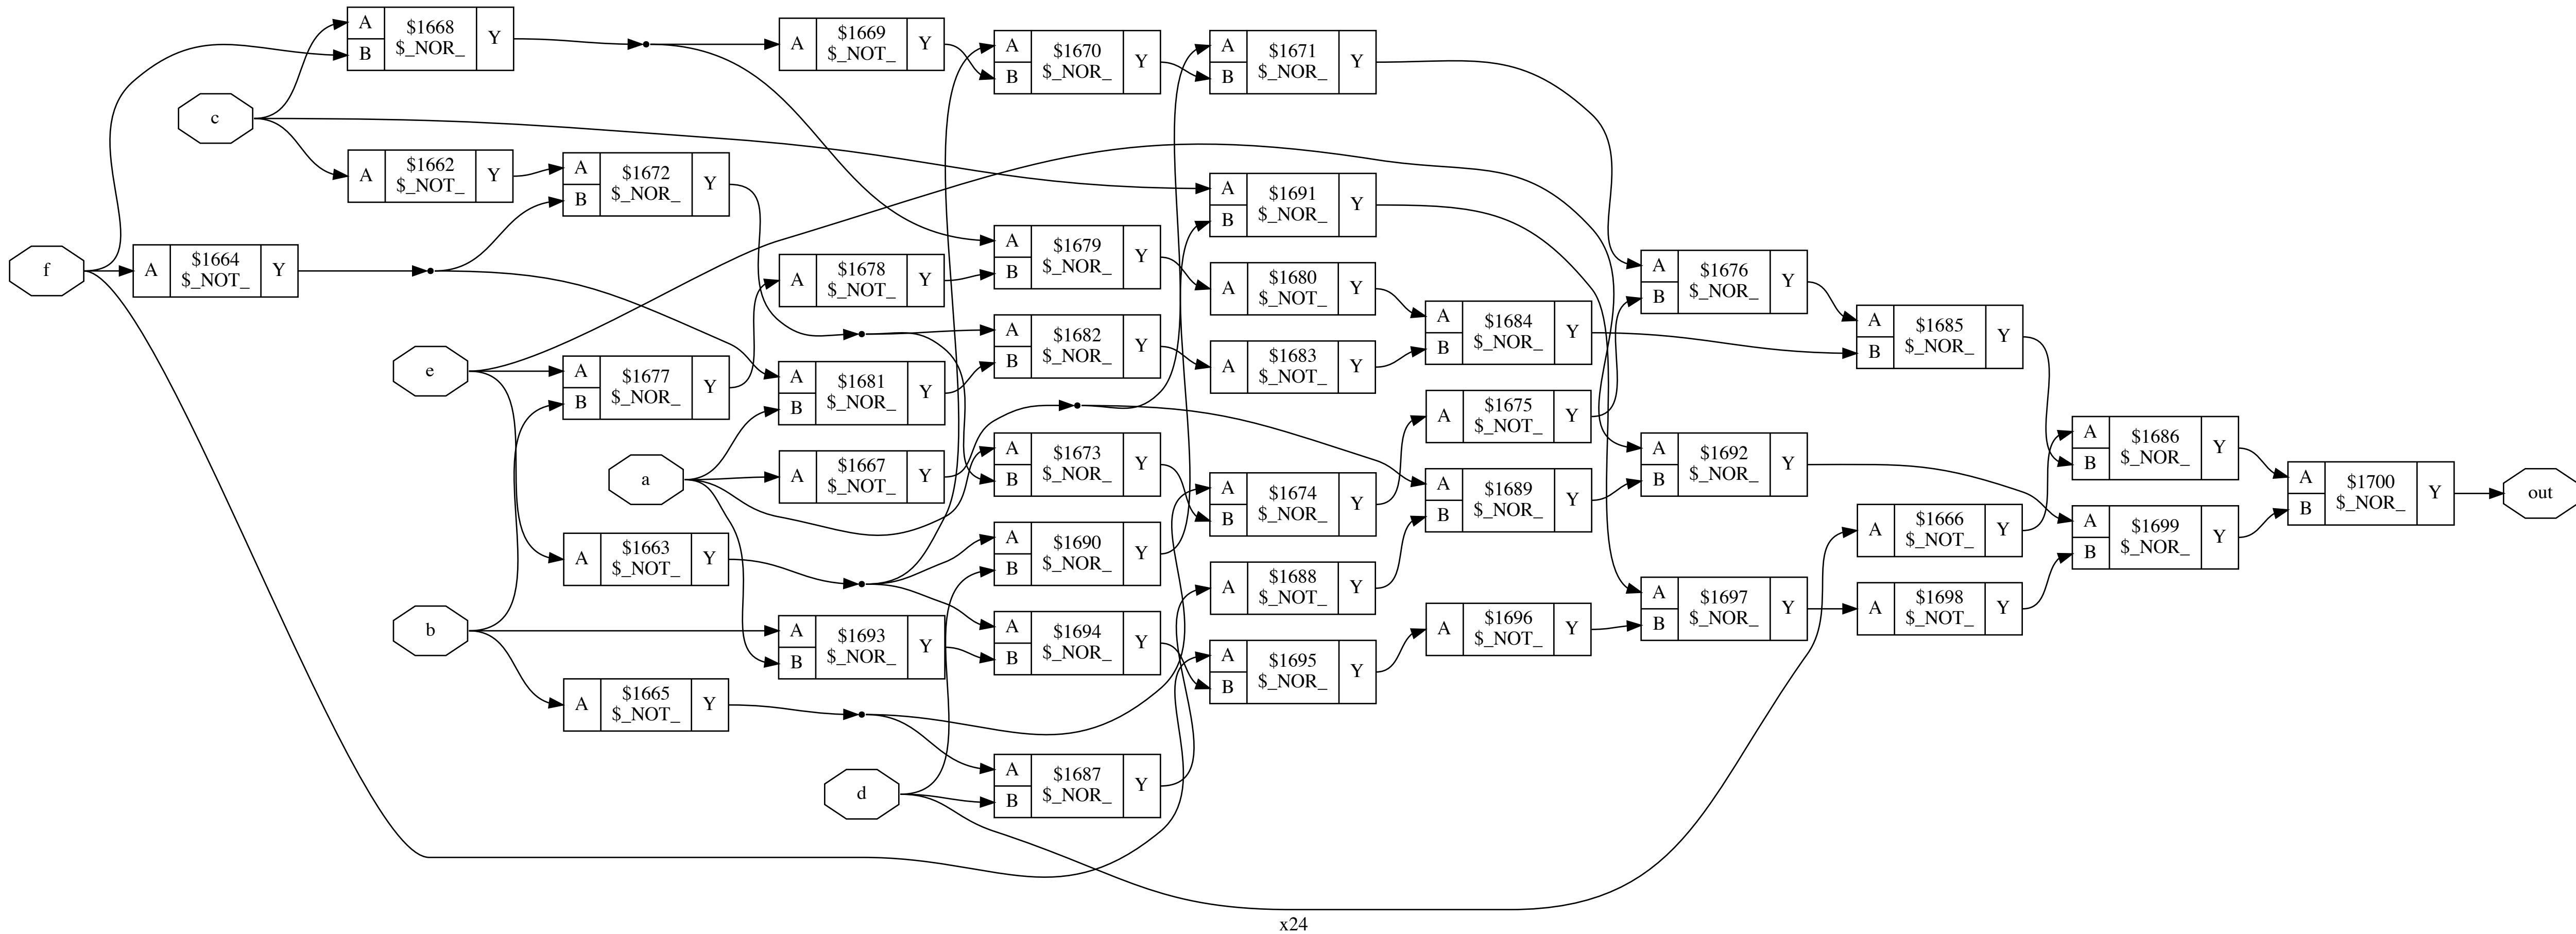 A
B
$1668
$_NOR_
Y
A
$1669
$_NOT_
Y
A
B
$1670
$_NOR_
Y
A
B
$1671
$_NOR_
Y
c
A
$1662
$_NOT_
Y
A
B
$1672
$_NOR_
Y
A
B
$1691
$_NOR_
Y
f
A
$1664
$_NOT_
Y
A
$1678
$_NOT_
Y
A
B
$1679
$_NOR_
Y
A
$1680
$_NOT_
Y
A
B
$1676
$_NOR_
Y
e
A
B
$1677
$_NOR_
Y
A
B
$1681
$_NOR_
Y
A
B
$1682
$_NOR_
Y
A
$1683
$_NOT_
Y
A
B
$1684
$_NOR_
Y
A
B
$1685
$_NOR_
Y
a
A
$1667
$_NOT_
Y
A
B
$1673
$_NOR_
Y
A
B
$1674
$_NOR_
Y
A
$1675
$_NOT_
Y
A
B
$1689
$_NOR_
Y
A
B
$1692
$_NOR_
Y
A
B
$1686
$_NOR_
Y
A
B
$1700
$_NOR_
Y
out
A
$1663
$_NOT_
Y
A
B
$1690
$_NOR_
Y
A
$1688
$_NOT_
Y
A
$1666
$_NOT_
Y
A
B
$1699
$_NOR_
Y
b
A
B
$1693
$_NOR_
Y
A
B
$1694
$_NOR_
Y
A
B
$1695
$_NOR_
Y
A
$1696
$_NOT_
Y
A
B
$1697
$_NOR_
Y
A
$1698
$_NOT_
Y
A
$1665
$_NOT_
Y
d
A
B
$1687
$_NOR_
Y
x24